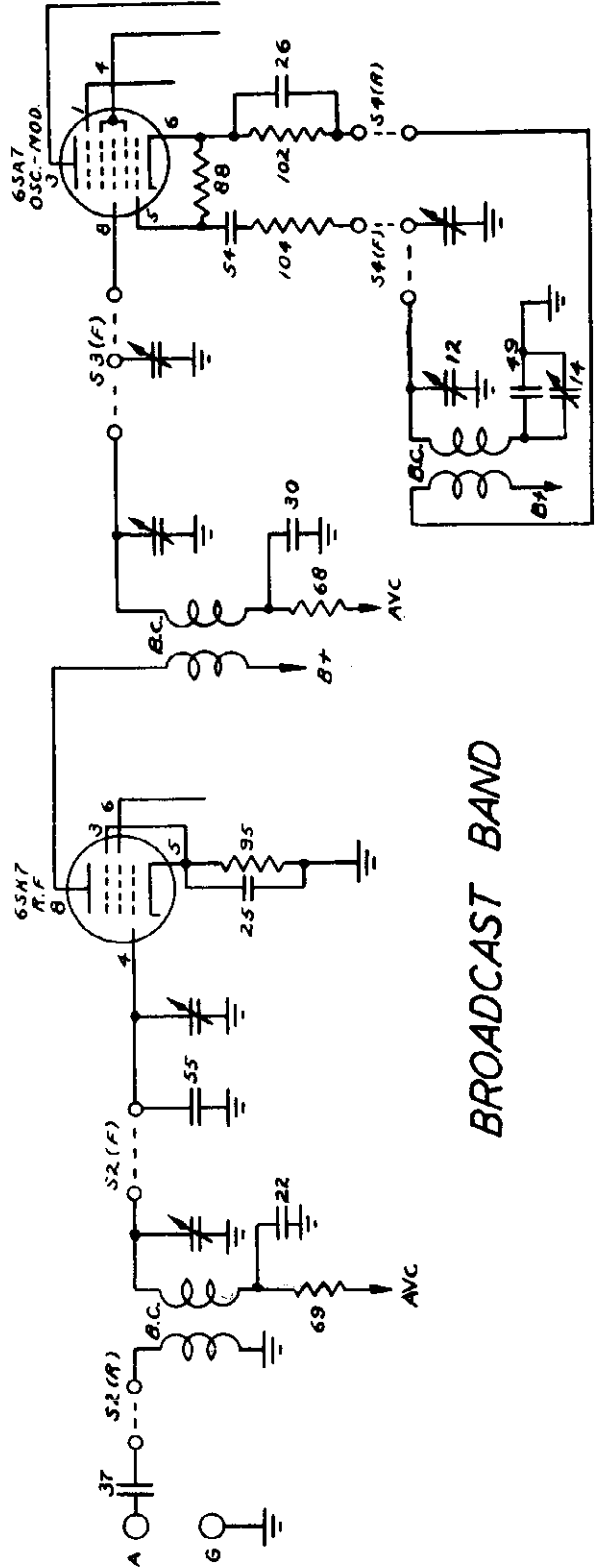 A
G
37
S2(R)
B.C.
69
AVC
22
S2(F)
55
4
6SH7
R.F.
8
3
6
5
25
95
B.C.
B+
68
AVC
30
S3(F)
6SA7
OSC.-MOD.
3
8
1
4
5
6
88
54
104
102
26
S4(F)
S4(R)
12
B.C.
B+
49
14
BROADCAST BAND